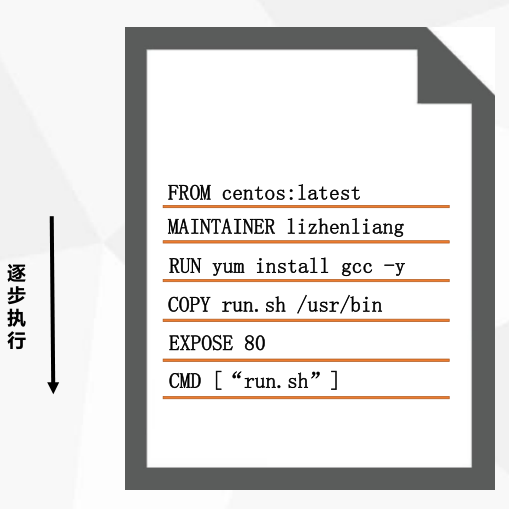 逐步执行
FROM centos:latest
MAINTAINER lizhenliang
RUN yum install gcc -y
COPY run.sh /usr/bin
EXPOSE 80
CMD [“run.sh”]